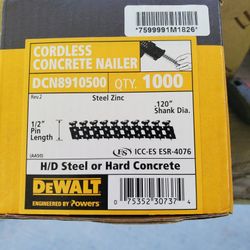 CORDLESS
CONCRETE NAILER
*7599991M1826*
DCN8910500 QTY. 1000
Rev.2
Steel Zinc
.120"
Shank Dia.
1/2"
Pin
Length
(AA50)
ICC-ES ESR-4076
H/D Steel or Hard Concrete
DEWALT
ENGINEERED BY Powers
0 75352 30737 4